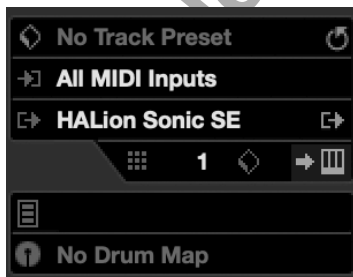 No Track Preset
All MIDI Inputs
HALion Sonic SE
1
No Drum Map